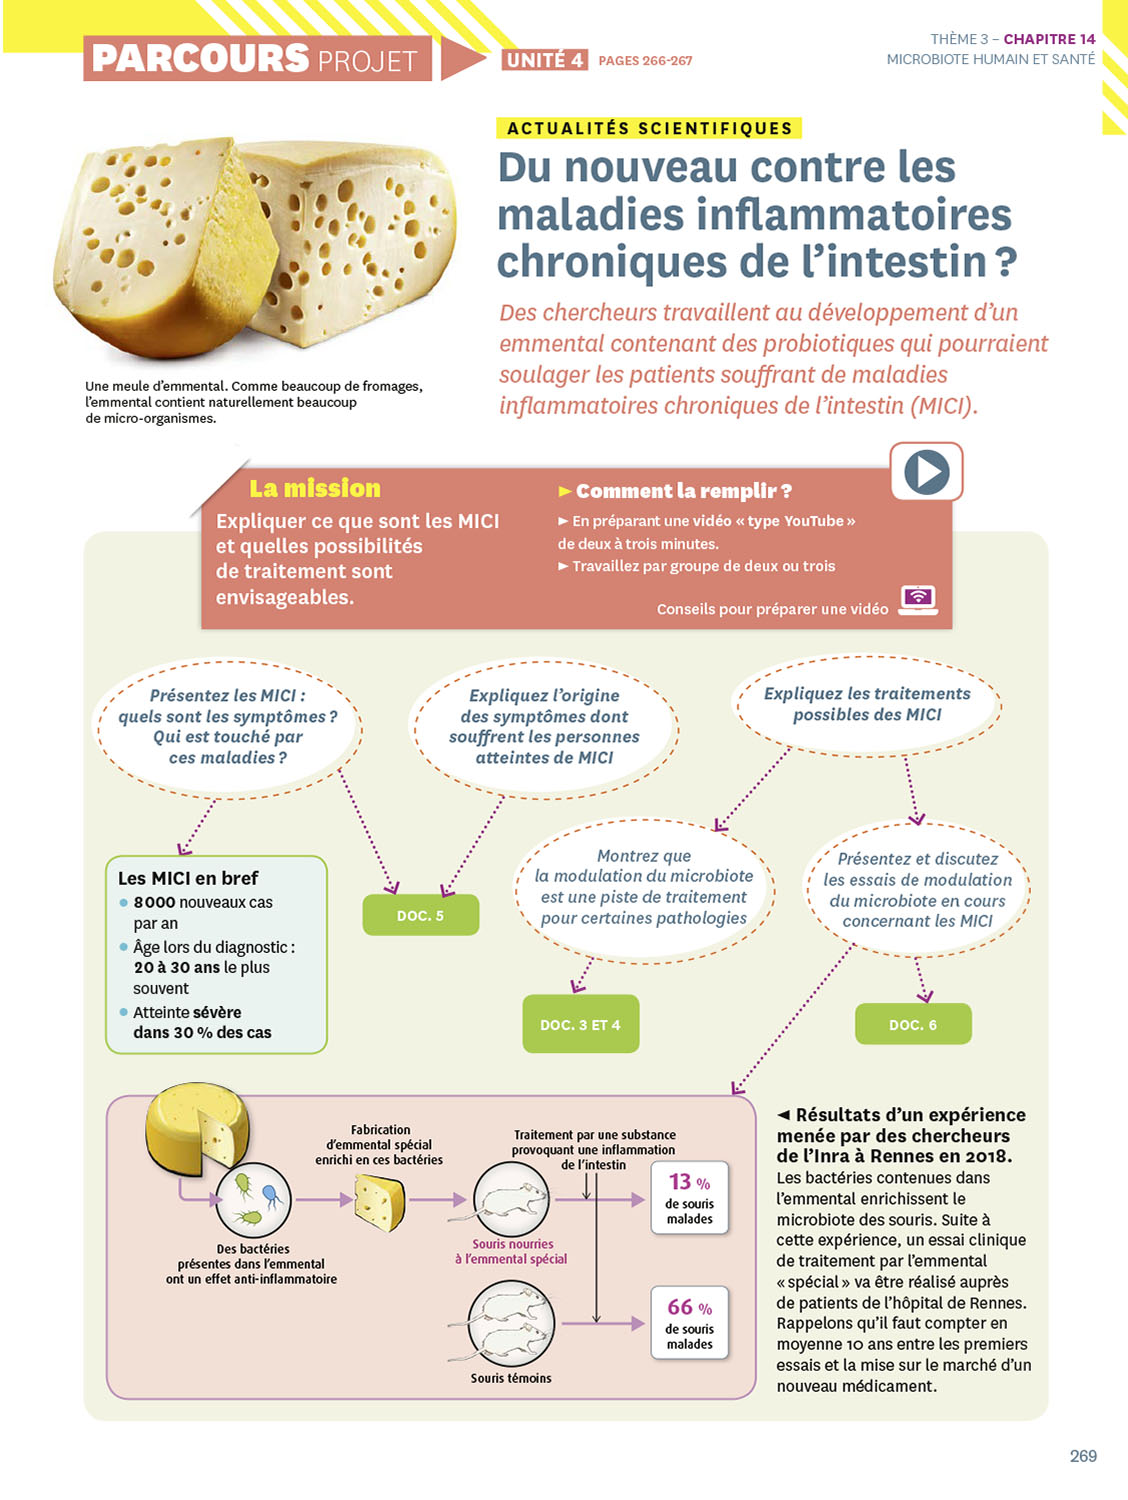 PARCOURS PROJET
UNITÉ 4 PAGES 266-267
THÈME 3 – CHAPITRE 14
MICROBIOTE HUMAIN ET SANTÉ
ACTUALITÉS SCIENTIFIQUES
Du nouveau contre les
maladies inflammatoires
chroniques de l’intestin ?
Des chercheurs travaillent au développement d’un
emmental contenant des probiotiques qui pourraient
soulager les patients souffrant de maladies
inflammatoires chroniques de l’intestin (MICI).
Une meule d’emmental. Comme beaucoup de fromages,
l’emmental contient naturellement beaucoup
de micro-organismes.
La mission
Expliquer ce que sont les MICI
et quelles possibilités
de traitement sont
envisageables.
► Comment la remplir ?
► En préparant une vidéo « type YouTube »
de deux à trois minutes.
► Travaillez par groupe de deux ou trois
Conseils pour préparer une vidéo
Présentez les MICI :
quels sont les symptômes ?
Qui est touché par
ces maladies ?
Expliquez l’origine
des symptômes dont
souffrent les personnes
atteintes de MICI
Expliquez les traitements
possibles des MICI
Les MICI en bref
• 8 000 nouveaux cas
par an
• Âge lors du diagnostic :
20 à 30 ans le plus
souvent
• Atteinte sévère
dans 30 % des cas
DOC. 5
Montrez que
la modulation du microbiote
est une piste de traitement
pour certaines pathologies
Présentez et discutez
les essais de modulation
du microbiote en cours
concernant les MICI
DOC. 3 ET 4
DOC. 6
Des bactéries
présentes dans l’emmental
ont un effet anti-inflammatoire
Fabrication
d’emmental spécial
enrichi en ces bactéries
Traitement par une substance
provoquant une inflammation
de l’intestin
Souris nourries
à l’emmental spécial
13 %
de souris
malades
Souris témoins
66 %
de souris
malades
◄ Résultats d’un expérience
menée par des chercheurs
de l’Inra à Rennes en 2018.
Les bactéries contenues dans
l’emmental enrichissent le
microbiote des souris. Suite à
cette expérience, un essai clinique
de traitement par l’emmental
« spécial » va être réalisé auprès
de patients de l’hôpital de Rennes.
Rappelons qu’il faut compter en
moyenne 10 ans entre les premiers
essais et la mise sur le marché d’un
nouveau médicament.
269